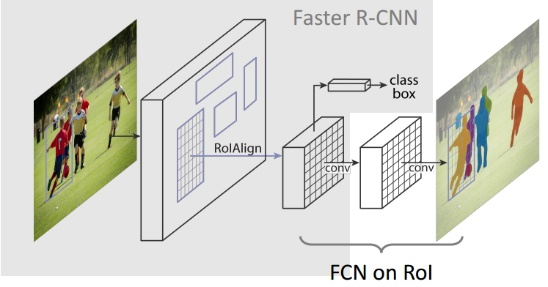 Faster R-CNN
class
box
RoIAlign
conv
conv
FCN on RoI